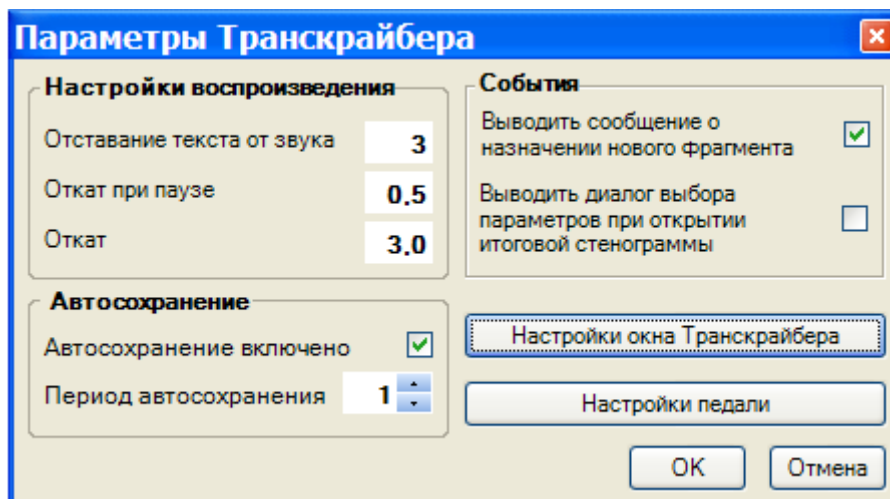 Параметры Транскрайбера
Настройки воспроизведения
Отставание текста от звука 3
Откат при паузе 0.5
Откат 3.0
События
Выводить сообщение о
назначении нового фрагмента
Выводить диалог выбора
параметров при открытии
итоговой стенограммы
Автосохранение
Автосохранение включено
Период автосохранения 1
Настройки окна Транскрайбера
Настройки педали
OK
Отмена